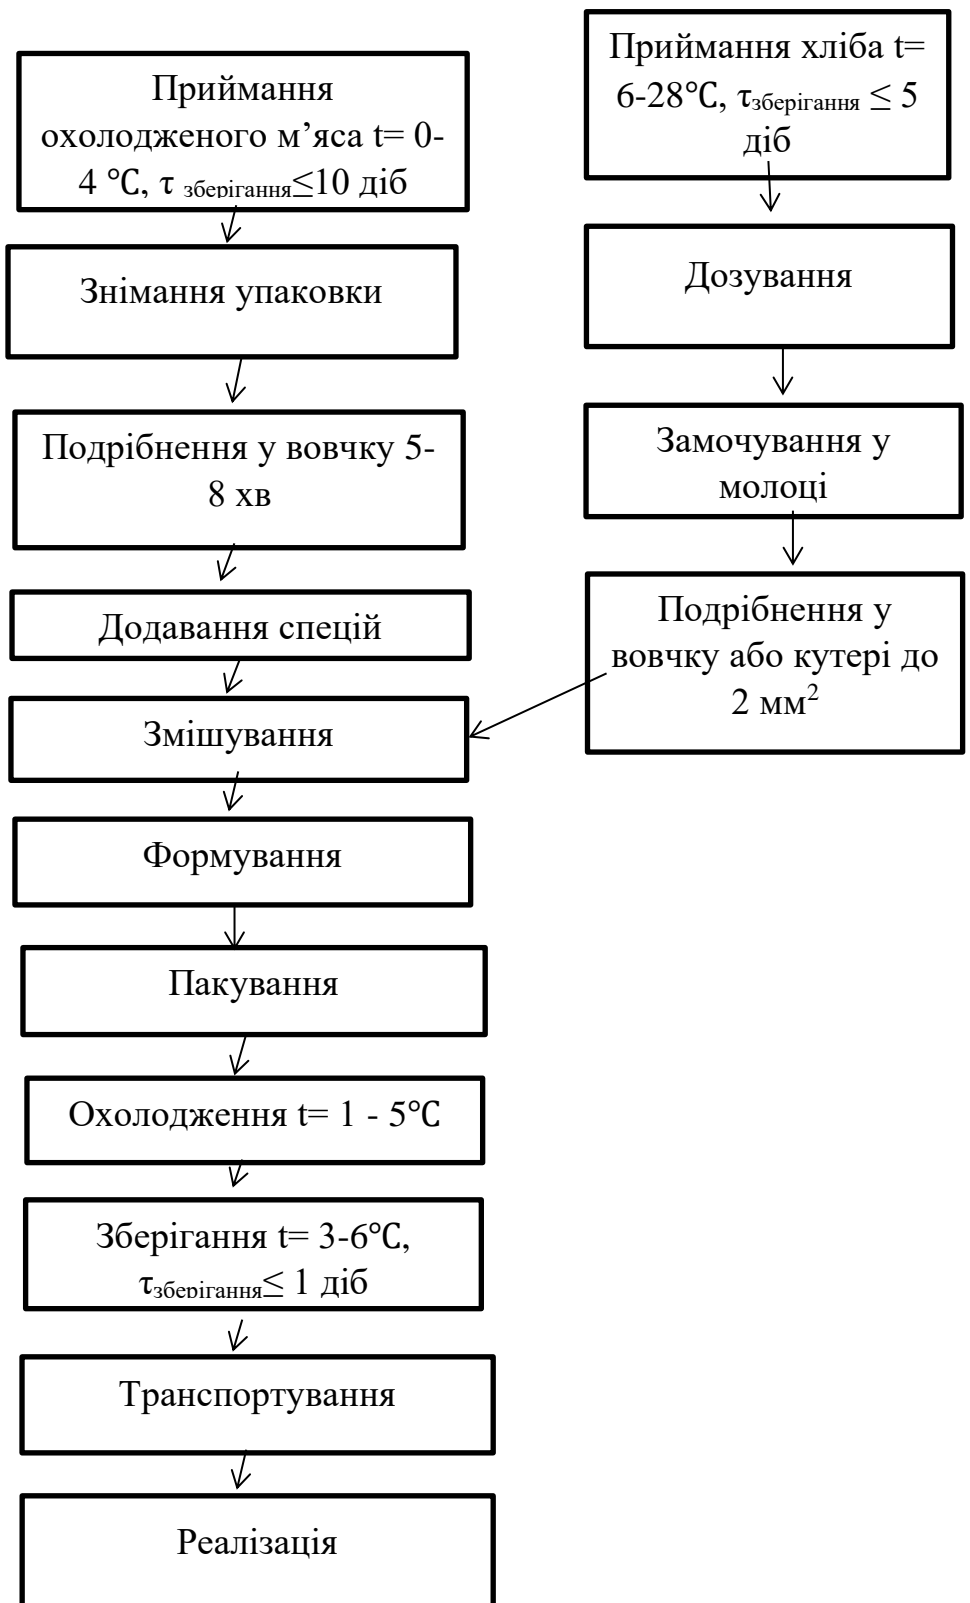 Приймання
охолодженого м’яса t= 0-
4 °C, τ зберігання≤10 діб
Знімання упаковки
Подрібнення у вовчку 5-
8 хв
Додавання спецій
Змішування
Формування
Пакування
Охолодження t= 1 - 5°C
Зберігання t= 3-6°C,
τзберігання≤ 1 діб
Транспортування
Реалізація
Приймання хліба t=
6-28°C, τзберігання ≤ 5
діб
Дозування
Замочування у
молоці
Подрібнення у
вовчку або кутері до
2 мм²